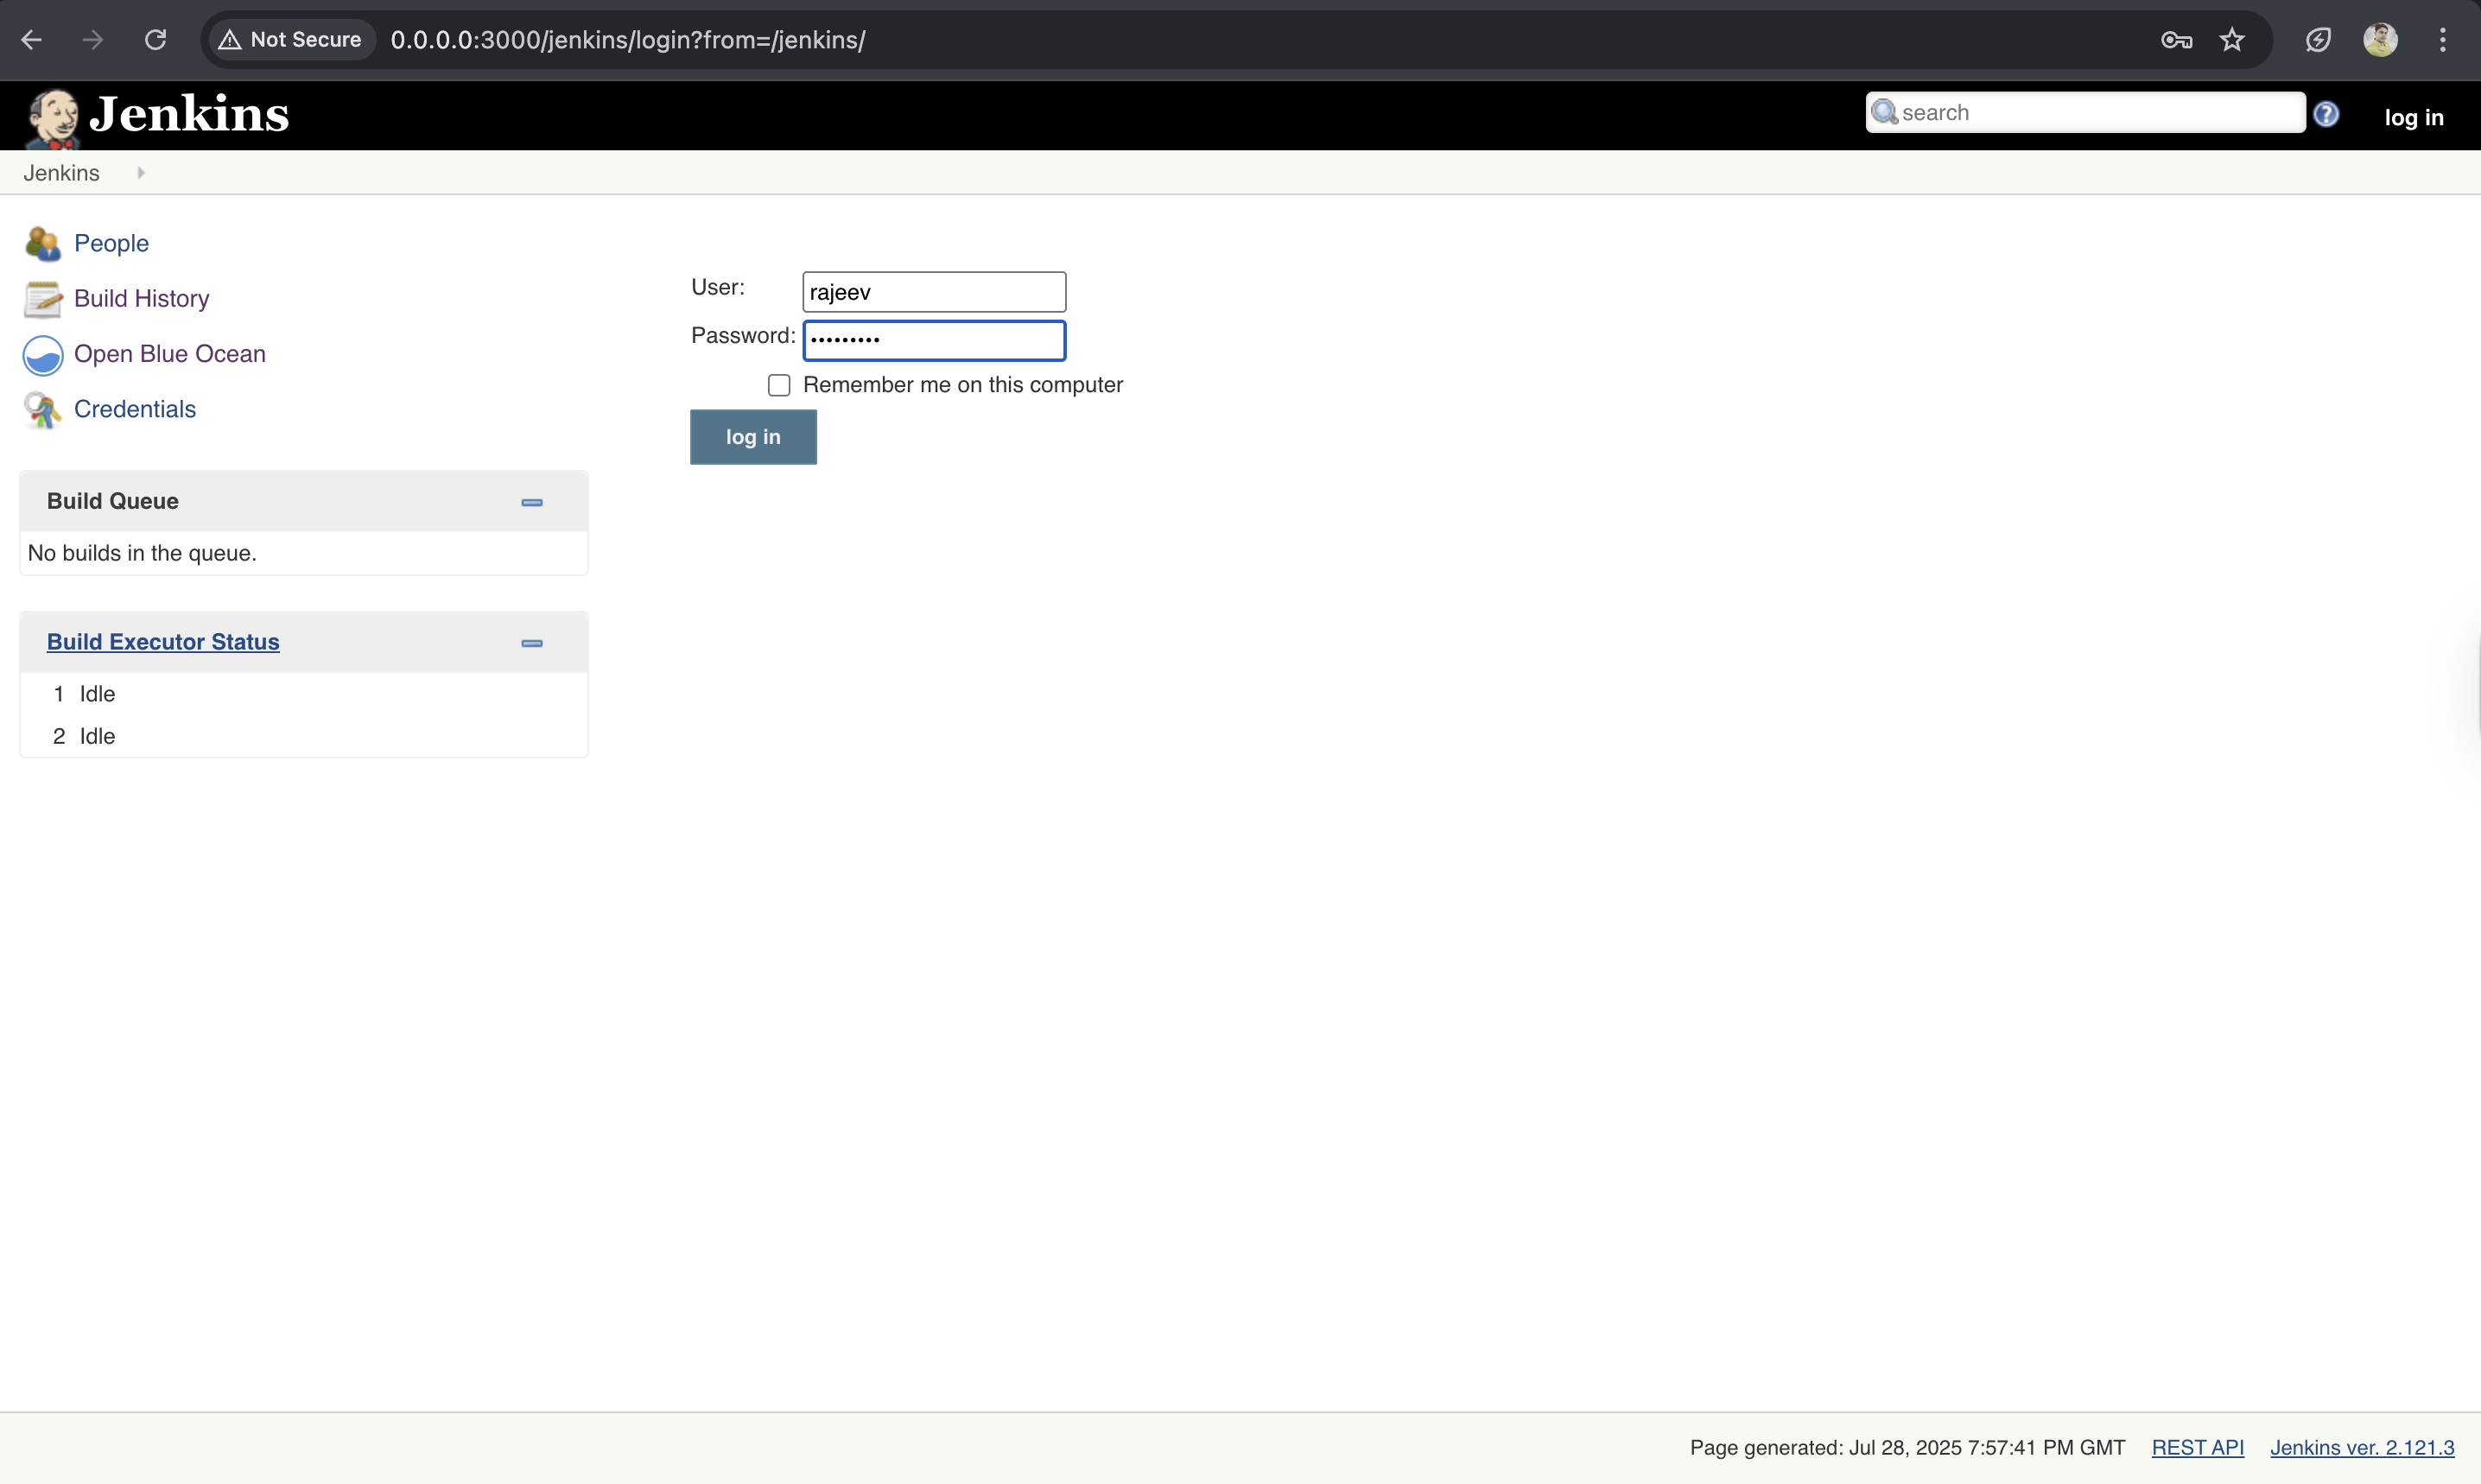 Not Secure 0.0.0.0:3000/jenkins/login?from=/jenkins/
Jenkins
search
log in
Jenkins
People
Build History
Open Blue Ocean
Credentials
User: rajeev
Password: •••••••••
Remember me on this computer
log in
Build Queue
No builds in the queue.
Build Executor Status
1 Idle
2 Idle
Page generated: Jul 28, 2025 7:57:41 PM GMT REST API Jenkins ver. 2.121.3